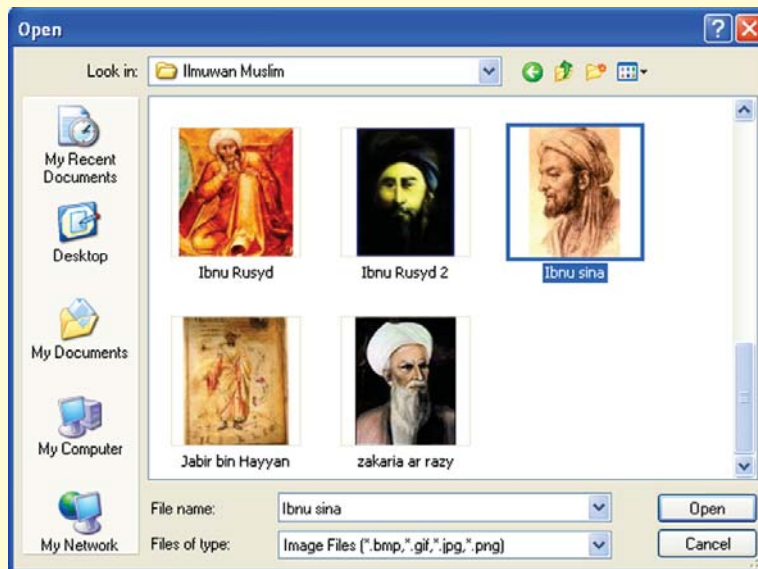 Open
Look in:
Ilmuwan Muslim
My Recent
Documents
Desktop
My Documents
My Computer
My Network
Ibnu Rusyd
Ibnu Rusyd 2
Ibnu sina
Jabir bin Hayyan
zakaria ar razy
File name:
Ibnu sina
Open
Files of type:
Image Files (*.bmp,*.gif,*.jpg,*.png)
Cancel